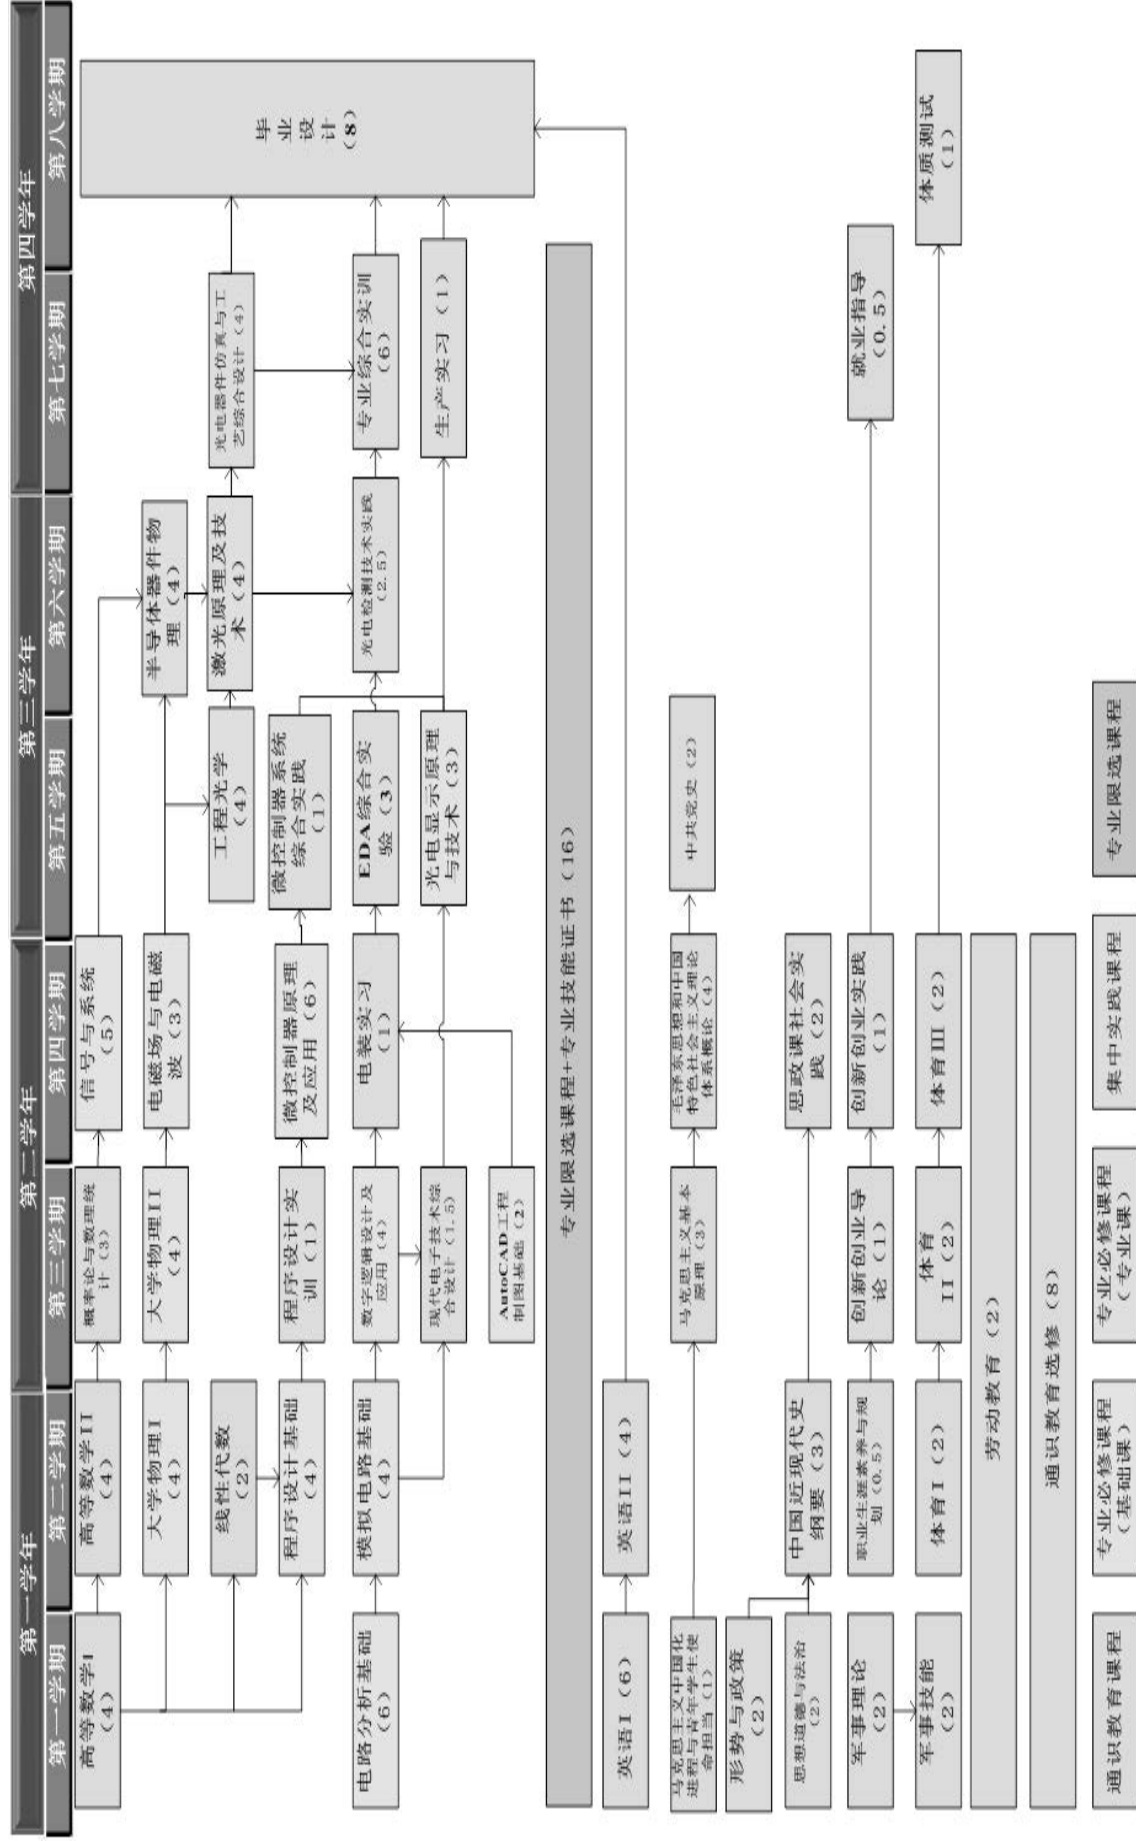 第一学年
第二学年
第三学年
第四学年
第一学期
第二学期
第三学期
第四学期
第五学期
第六学期
第七学期
第八学期
高等数学I
（4）
高等数学II
（4）
概率论与数理统
计（3）
信号与系统
（5）
大学物理I
（4）
大学物理II
（4）
电磁场与电磁
波（3）
半导体器件物
理（4）
线性代数
（2）
工程光学
（4）
激光原理及技
术（4）
光电器件仿真与工
艺综合设计（4）
程序设计基础
（4）
程序设计实
训（1）
微控制器原理
及应用（6）
微控制器系统
综合实践
（1）
电路分析基础
（6）
模拟电路基础
（4）
数字逻辑设计及
应用（4）
电装实习
（1）
EDA综合实
验（3）
光电检测技术实践
（2.5）
专业综合实训
（6）
现代电子技术综
合设计（1.5）
光电显示原理
与技术（3）
生产实习（1）
AutoCAD工程
制图基础（2）
毕
业
设
计
（8）
专业限选课程+专业技能证书（16）
英语I（6）
英语II（4）
马克思主义中国化
进程与青年学生使
命担当（1）
马克思主义基本
原理（3）
毛泽东思想和中国
特色社会主义理论
体系概论（4）
中共党史（2）
形势与政策
（2）
思想道德与法治
（2）
中国近现代史
纲要（3）
思政课社会实
践（2）
军事理论
（2）
职业生涯素养与规
划（0.5）
创新创业导
论（1）
创新创业实践
（1）
就业指导
（0.5）
军事技能
（2）
体育I（2）
体育
II（2）
体育III（2）
体质测试
（1）
劳动教育（2）
通识教育选修（8）
通识教育课程
专业必修课程
（基础课）
专业必修课程
（专业课）
集中实践课程
专业限选课程